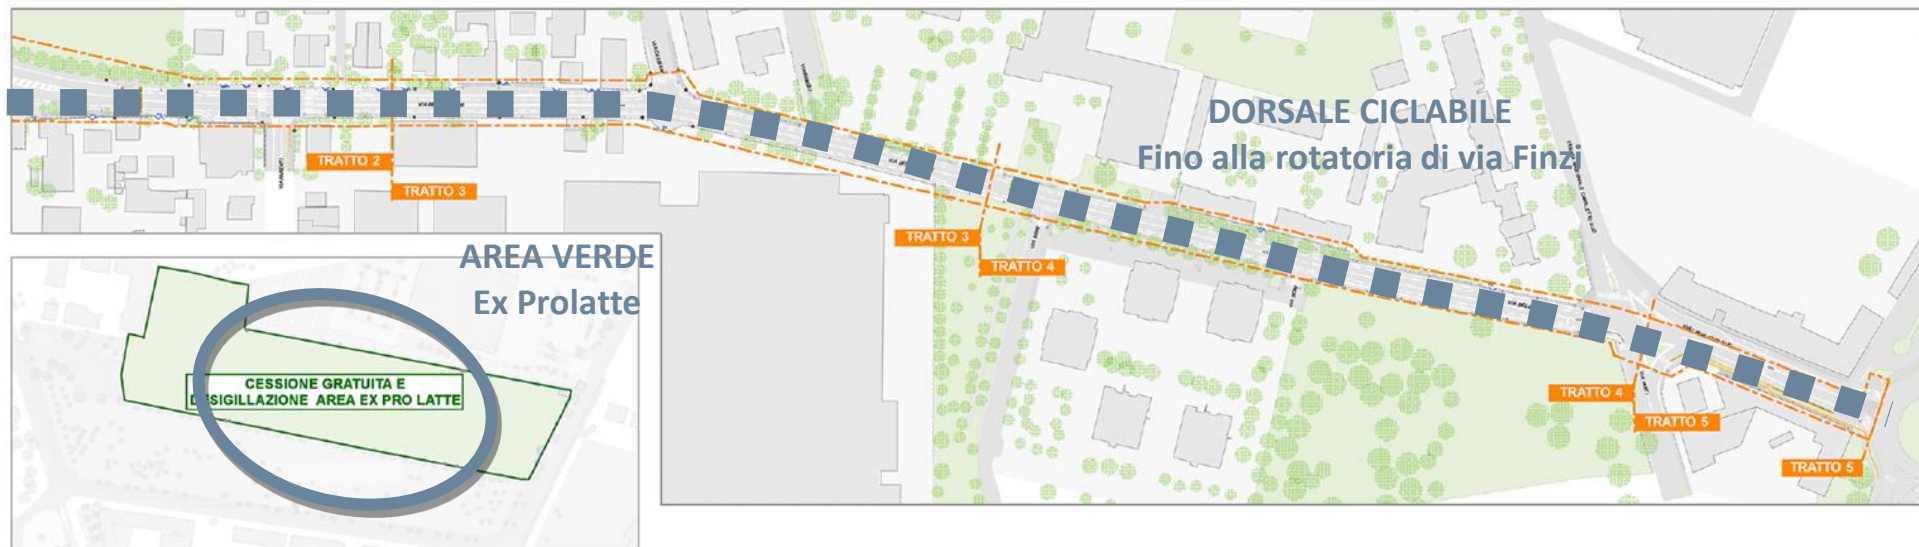 DORSALE CICLABILE
Fino alla rotatoria di via Finzi
TRATTO 2
TRATTO 3
TRATTO 3
TRATTO 4
TRATTO 4
TRATTO 5
TRATTO 5
AREA VERDE
Ex Prolatte
CESSIONE GRATUITA E
DESIGILLAZIONE AREA EX PRO LATTE